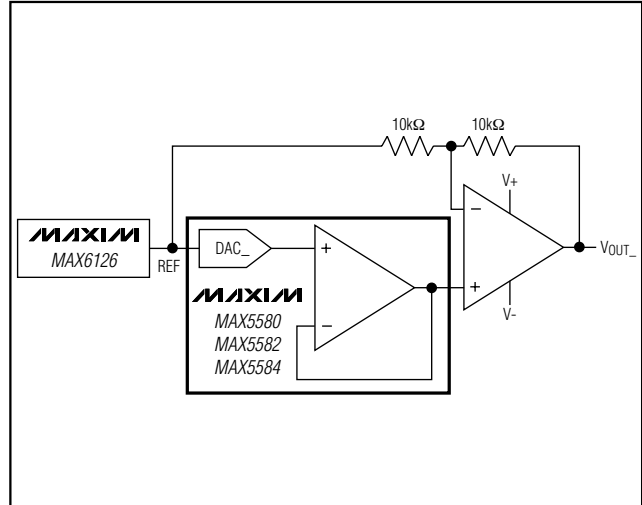 10kΩ 10kΩ
V+
−
MAXIM
MAX6126
REF
DAC_
+
−
MAXIM
MAX5580
MAX5582
MAX5584
+
V-
VOUT_